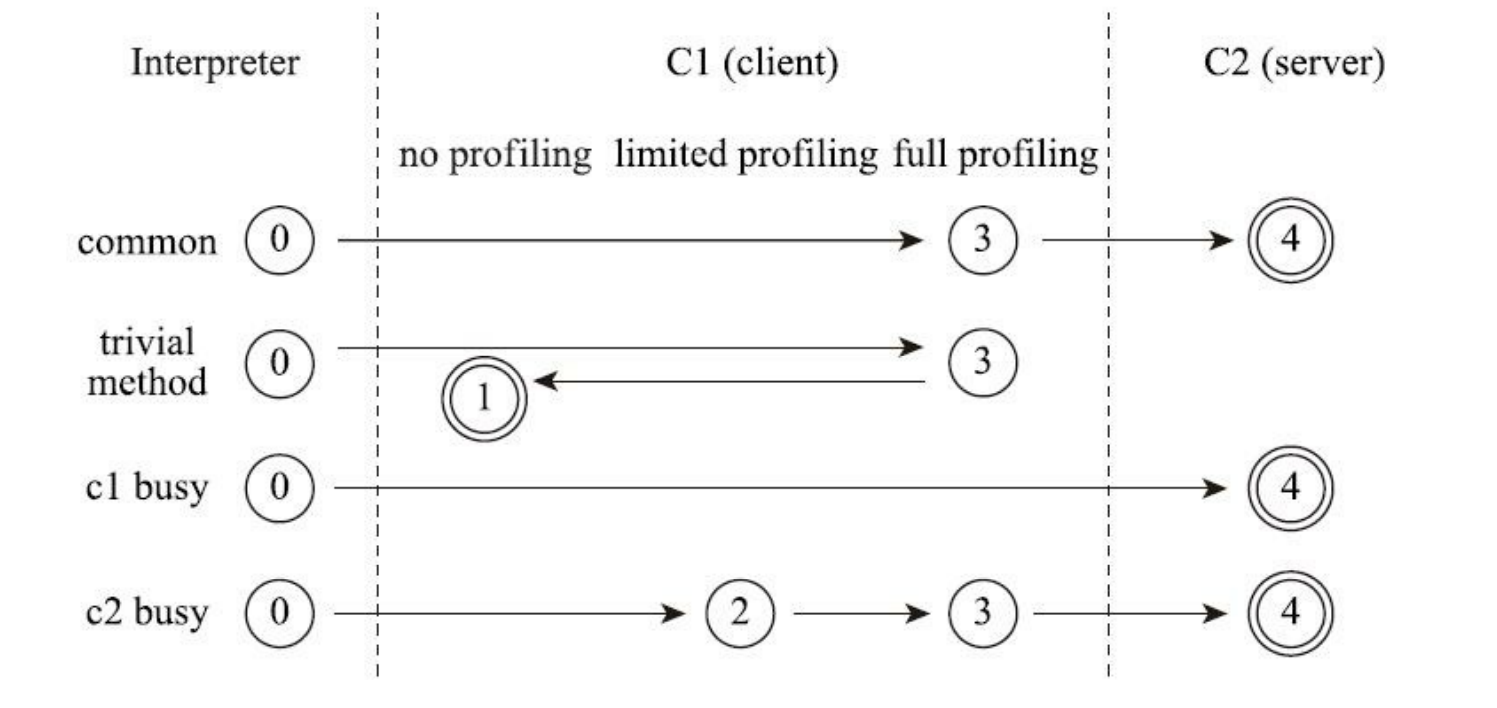 Interpreter C1 (client) C2 (server)
no profiling limited profiling full profiling
common 0 3 4
trivial
method 0 3
1
c1 busy 0 4
c2 busy 0 2 3 4